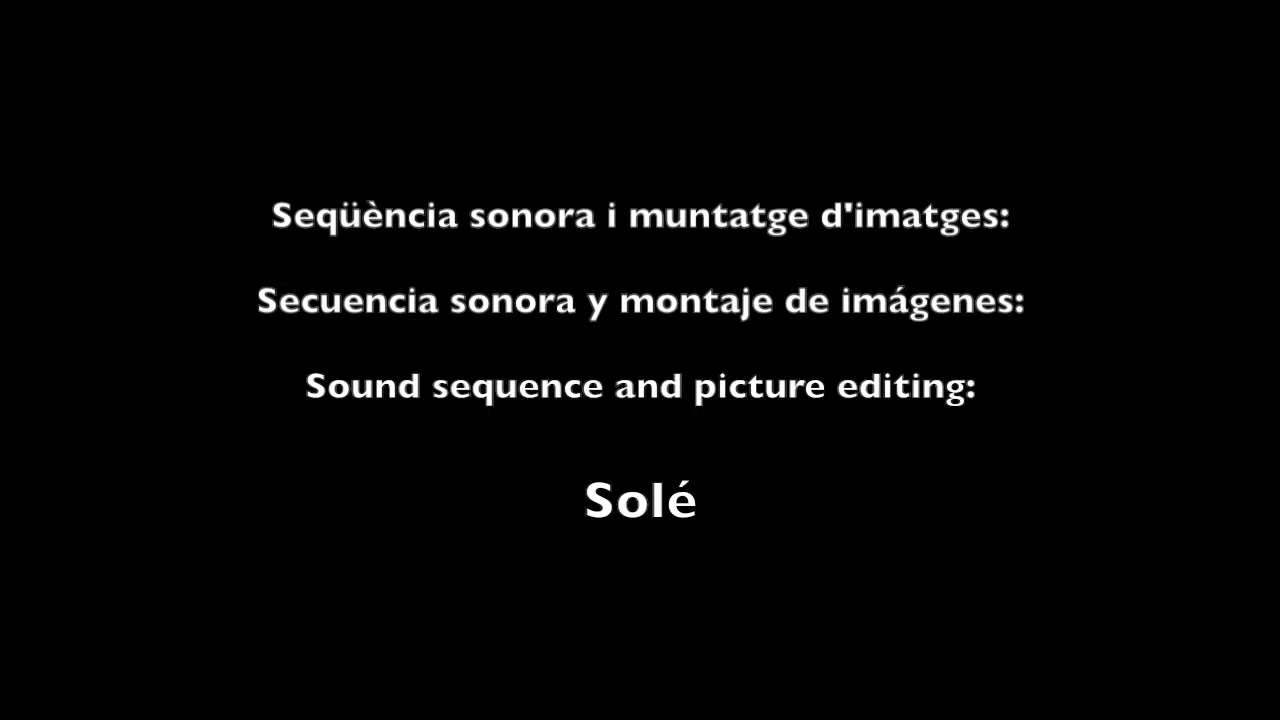 Seqüència sonora i muntatge d'imatges:
Secuencia sonora y montaje de imágenes:
Sound sequence and picture editing:
Solé